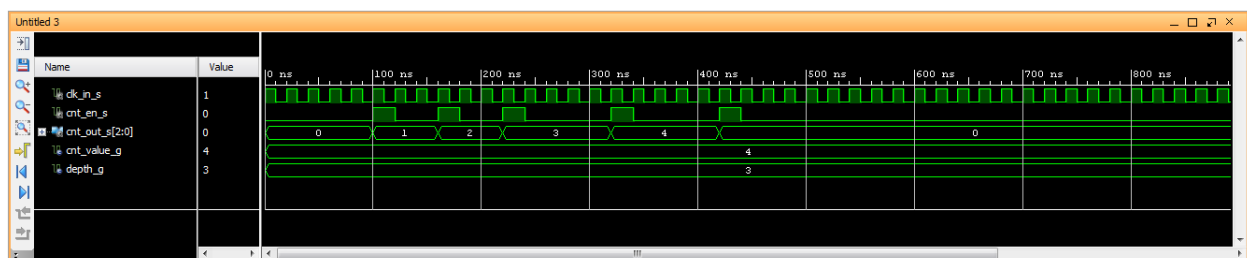 Untitled 3
Name Value
0 ns 100 ns 200 ns 300 ns 400 ns 500 ns 600 ns 700 ns 800 ns
clk_in_s 1
cnt_en_s 0
cnt_out_s[2:0] 0 0 1 2 3 4 0
cnt_value_g 4 4
depth_g 3 3